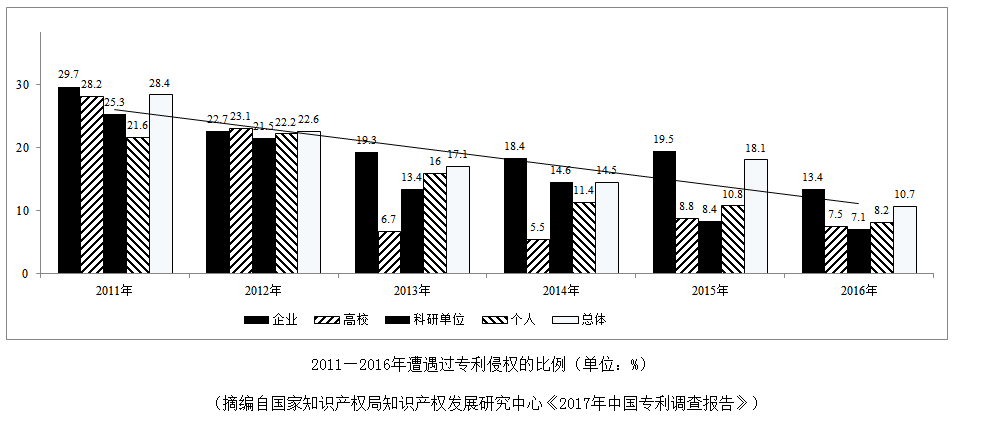 29.7 28.2 25.3 21.6 28.4
22.7 23.1 21.5 22.2 22.6
19.3 6.7 13.4 16 17.1
18.4 5.5 14.6 11.4 14.5
19.5 8.8 8.4 10.8 18.1
13.4 7.5 7.1 8.2 10.7
30
20
10
0
2011年 2012年 2013年 2014年 2015年 2016年
企业 高校 科研单位 个人 总体
2011—2016年遭遇过专利侵权的比例（单位：%）
（摘编自国家知识产权局知识产权发展研究中心《2017年中国专利调查报告》）